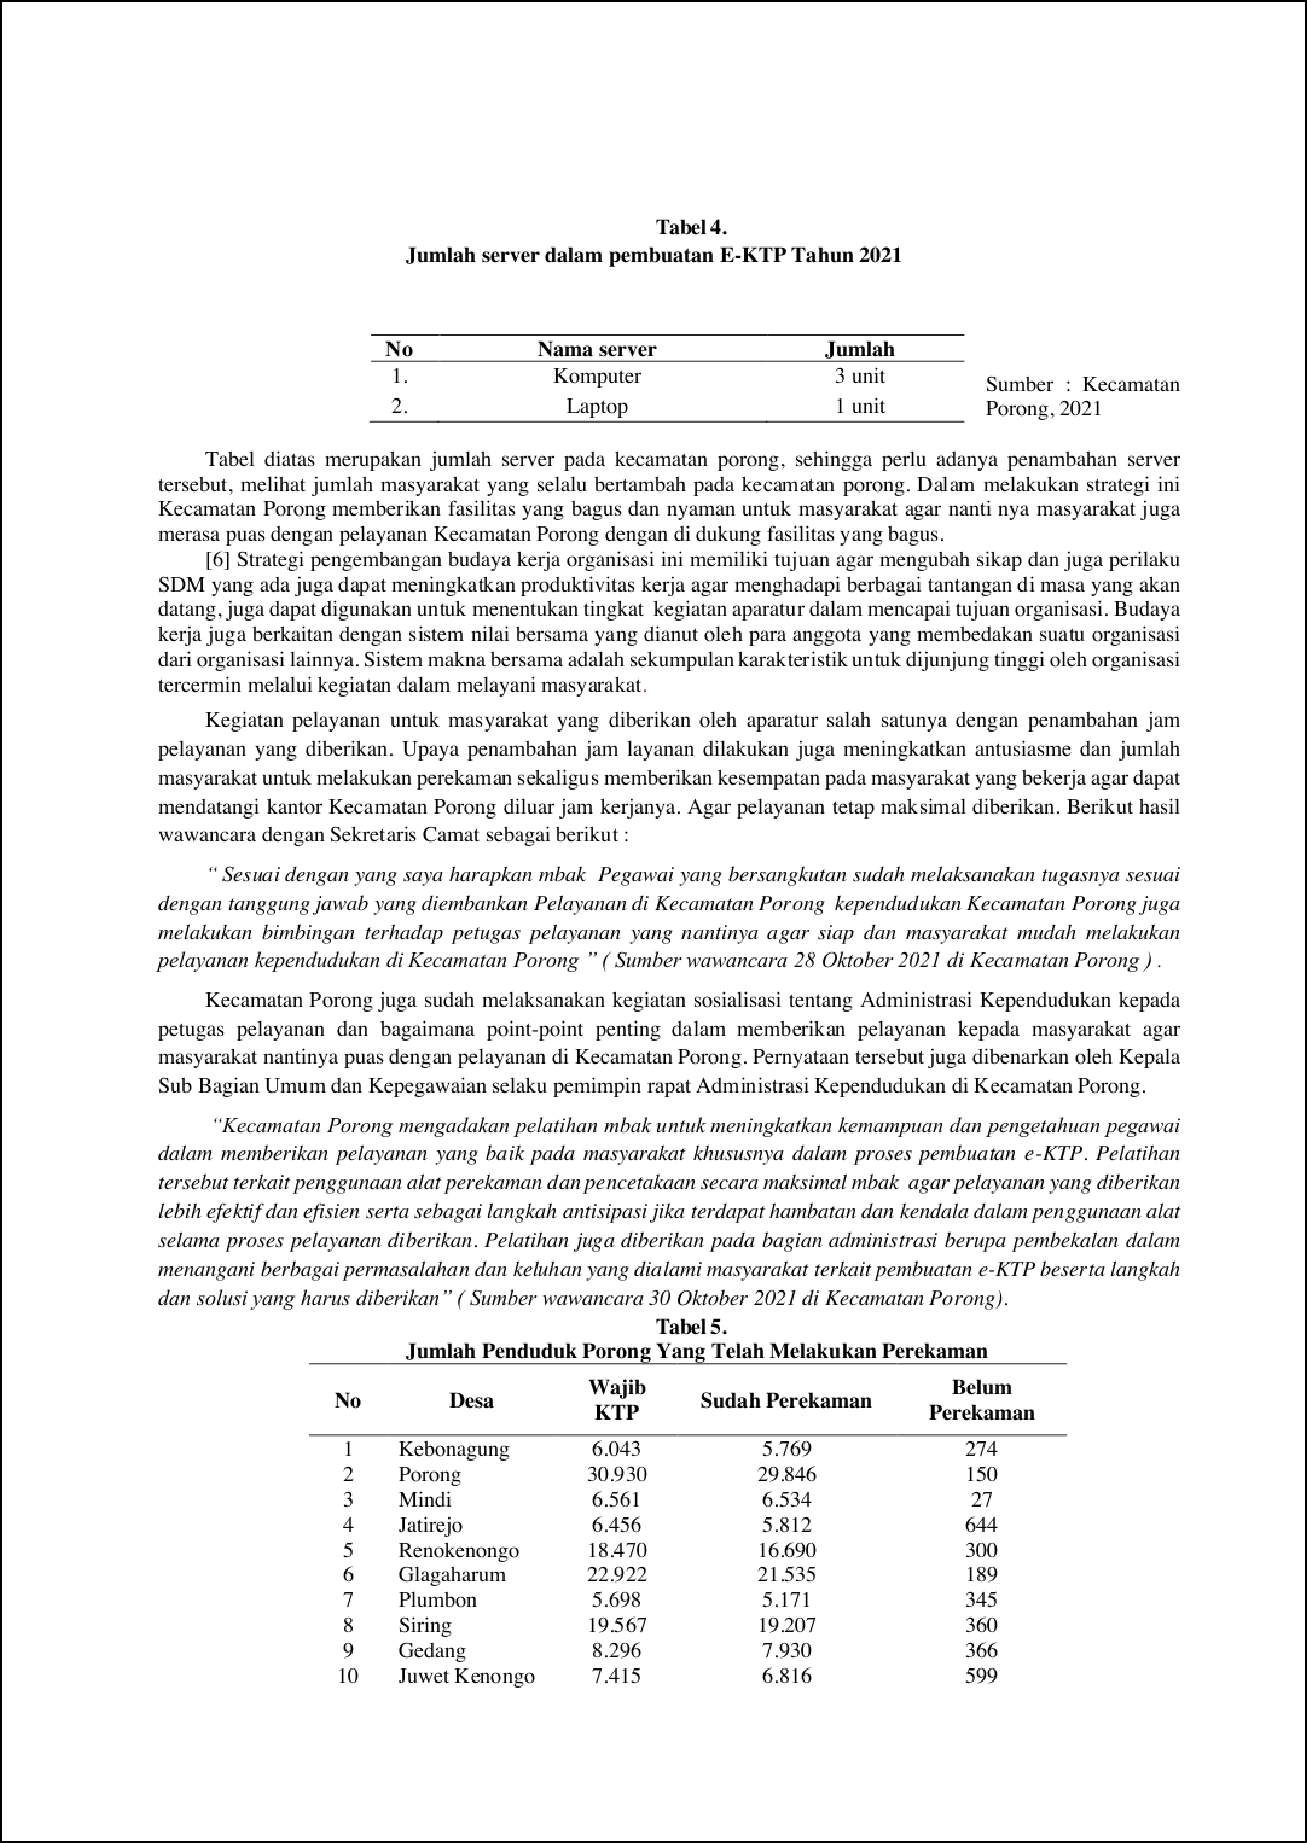 Tabel 4.
Jumlah server dalam pembuatan E-KTP Tahun 2021
No Nama server Jumlah
1. Komputer 3 unit
2. Laptop 1 unit
Sumber : Kecamatan
Porong, 2021
Tabel diatas merupakan jumlah server pada kecamatan porong, sehingga perlu adanya penambahan server
tersebut, melihat jumlah masyarakat yang selalu bertambah pada kecamatan porong. Dalam melakukan strategi ini
Kecamatan Porong memberikan fasilitas yang bagus dan nyaman untuk masyarakat agar nanti nya masyarakat juga
merasa puas dengan pelayanan Kecamatan Porong dengan di dukung fasilitas yang bagus.
[6] Strategi pengembangan budaya kerja organisasi ini memiliki tujuan agar mengubah sikap dan juga perilaku
SDM yang ada juga dapat meningkatkan produktivitas kerja agar menghadapi berbagai tantangan di masa yang akan
datang, juga dapat digunakan untuk menentukan tingkat kegiatan aparatur dalam mencapai tujuan organisasi. Budaya
kerja juga berkaitan dengan sistem nilai bersama yang dianut oleh para anggota yang membedakan suatu organisasi
dari organisasi lainnya. Sistem makna bersama adalah sekumpulan karakteristik untuk dijunjung tinggi oleh organisasi
tercermin melalui kegiatan dalam melayani masyarakat.
Kegiatan pelayanan untuk masyarakat yang diberikan oleh aparatur salah satunya dengan penambahan jam
pelayanan yang diberikan. Upaya penambahan jam layanan dilakukan juga meningkatkan antusiasme dan jumlah
masyarakat untuk melakukan perekaman sekaligus memberikan kesempatan pada masyarakat yang bekerja agar dapat
mendatangi kantor Kecamatan Porong diluar jam kerjanya. Agar pelayanan tetap maksimal diberikan. Berikut hasil
wawancara dengan Sekretaris Camat sebagai berikut :
“ Sesuai dengan yang saya harapkan mbak Pegawai yang bersangkutan sudah melaksanakan tugasnya sesuai
dengan tanggung jawab yang diembankan Pelayanan di Kecamatan Porong kependudukan Kecamatan Porong juga
melakukan bimbingan terhadap petugas pelayanan yang nantinya agar siap dan masyarakat mudah melakukan
pelayanan kependudukan di Kecamatan Porong ” ( Sumber wawancara 28 Oktober 2021 di Kecamatan Porong ) .
Kecamatan Porong juga sudah melaksanakan kegiatan sosialisasi tentang Administrasi Kependudukan kepada
petugas pelayanan dan bagaimana point-point penting dalam memberikan pelayanan kepada masyarakat agar
masyarakat nantinya puas dengan pelayanan di Kecamatan Porong. Pernyataan tersebut juga dibenarkan oleh Kepala
Sub Bagian Umum dan Kepegawaian selaku pemimpin rapat Administrasi Kependudukan di Kecamatan Porong.
“Kecamatan Porong mengadakan pelatihan mbak untuk meningkatkan kemampuan dan pengetahuan pegawai
dalam memberikan pelayanan yang baik pada masyarakat khususnya dalam proses pembuatan e-KTP. Pelatihan
tersebut terkait penggunaan alat perekaman dan pencetakaan secara maksimal mbak agar pelayanan yang diberikan
lebih efektif dan efisien serta sebagai langkah antisipasi jika terdapat hambatan dan kendala dalam penggunaan alat
selama proses pelayanan diberikan. Pelatihan juga diberikan pada bagian administrasi berupa pembekalan dalam
menangani berbagai permasalahan dan keluhan yang dialami masyarakat terkait pembuatan e-KTP beserta langkah
dan solusi yang harus diberikan” ( Sumber wawancara 30 Oktober 2021 di Kecamatan Porong).
Tabel 5.
Jumlah Penduduk Porong Yang Telah Melakukan Perekaman
No Desa Wajib KTP Sudah Perekaman Belum Perekaman
1 Kebonagung 6.043 5.769 274
2 Porong 30.930 29.846 150
3 Mindi 6.561 6.534 27
4 Jatirejo 6.456 5.812 644
5 Renokenongo 18.470 16.690 300
6 Glagaharum 22.922 21.535 189
7 Plumbon 5.698 5.171 345
8 Siring 19.567 19.207 360
9 Gedang 8.296 7.930 366
10 Juwet Kenongo 7.415 6.816 599